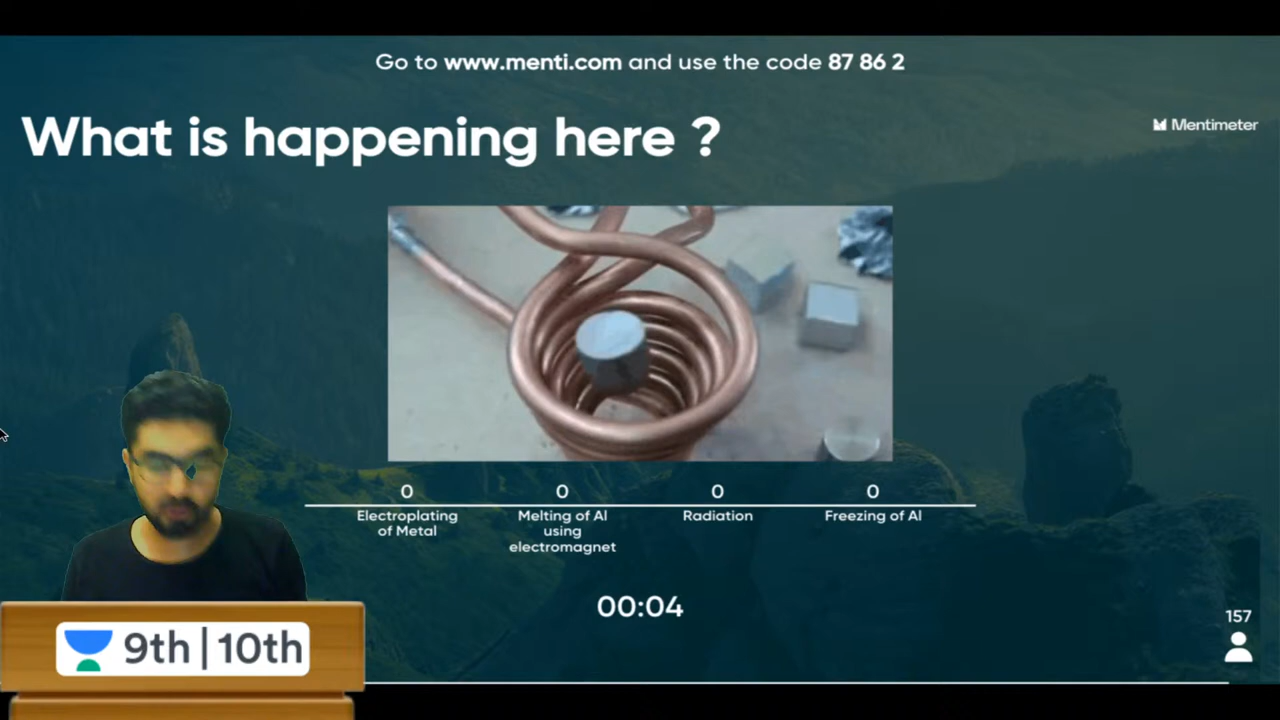 Go to www.menti.com and use the code 87 86 2
What is happening here ?
Mentimeter
0
0
0
0
Electroplating
of Metal
Melting of Al
using
electromagnet
Radiation
Freezing of Al
00:04
157
9th | 10th